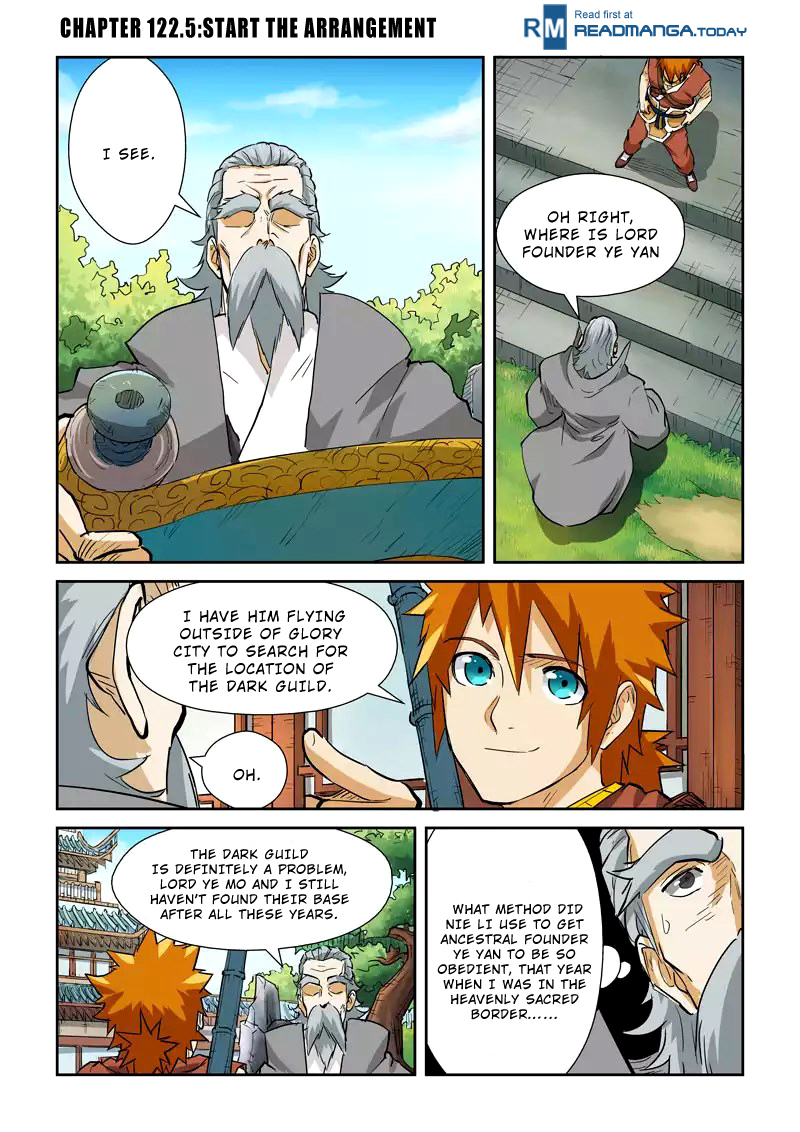 CHAPTER 122.5:START THE ARRANGEMENT
RM
Read first at
READMANGA.TODAY
I SEE.
OH RIGHT,
WHERE IS LORD
FOUNDER YE YAN
I HAVE HIM FLYING
OUTSIDE OF GLORY
CITY TO SEARCH FOR
THE LOCATION OF
THE DARK GUILD.
OH.
THE DARK GUILD
IS DEFINITELY A PROBLEM,
LORD YE MO AND I STILL
HAVEN'T FOUND THEIR BASE
AFTER ALL THESE YEARS.
WHAT METHOD DID
NIE LI USE TO GET
ANCESTRAL FOUNDER
YE YAN TO BE SO
OBEDIENT, THAT YEAR
WHEN I WAS IN THE
HEAVENLY SACRED
BORDER......